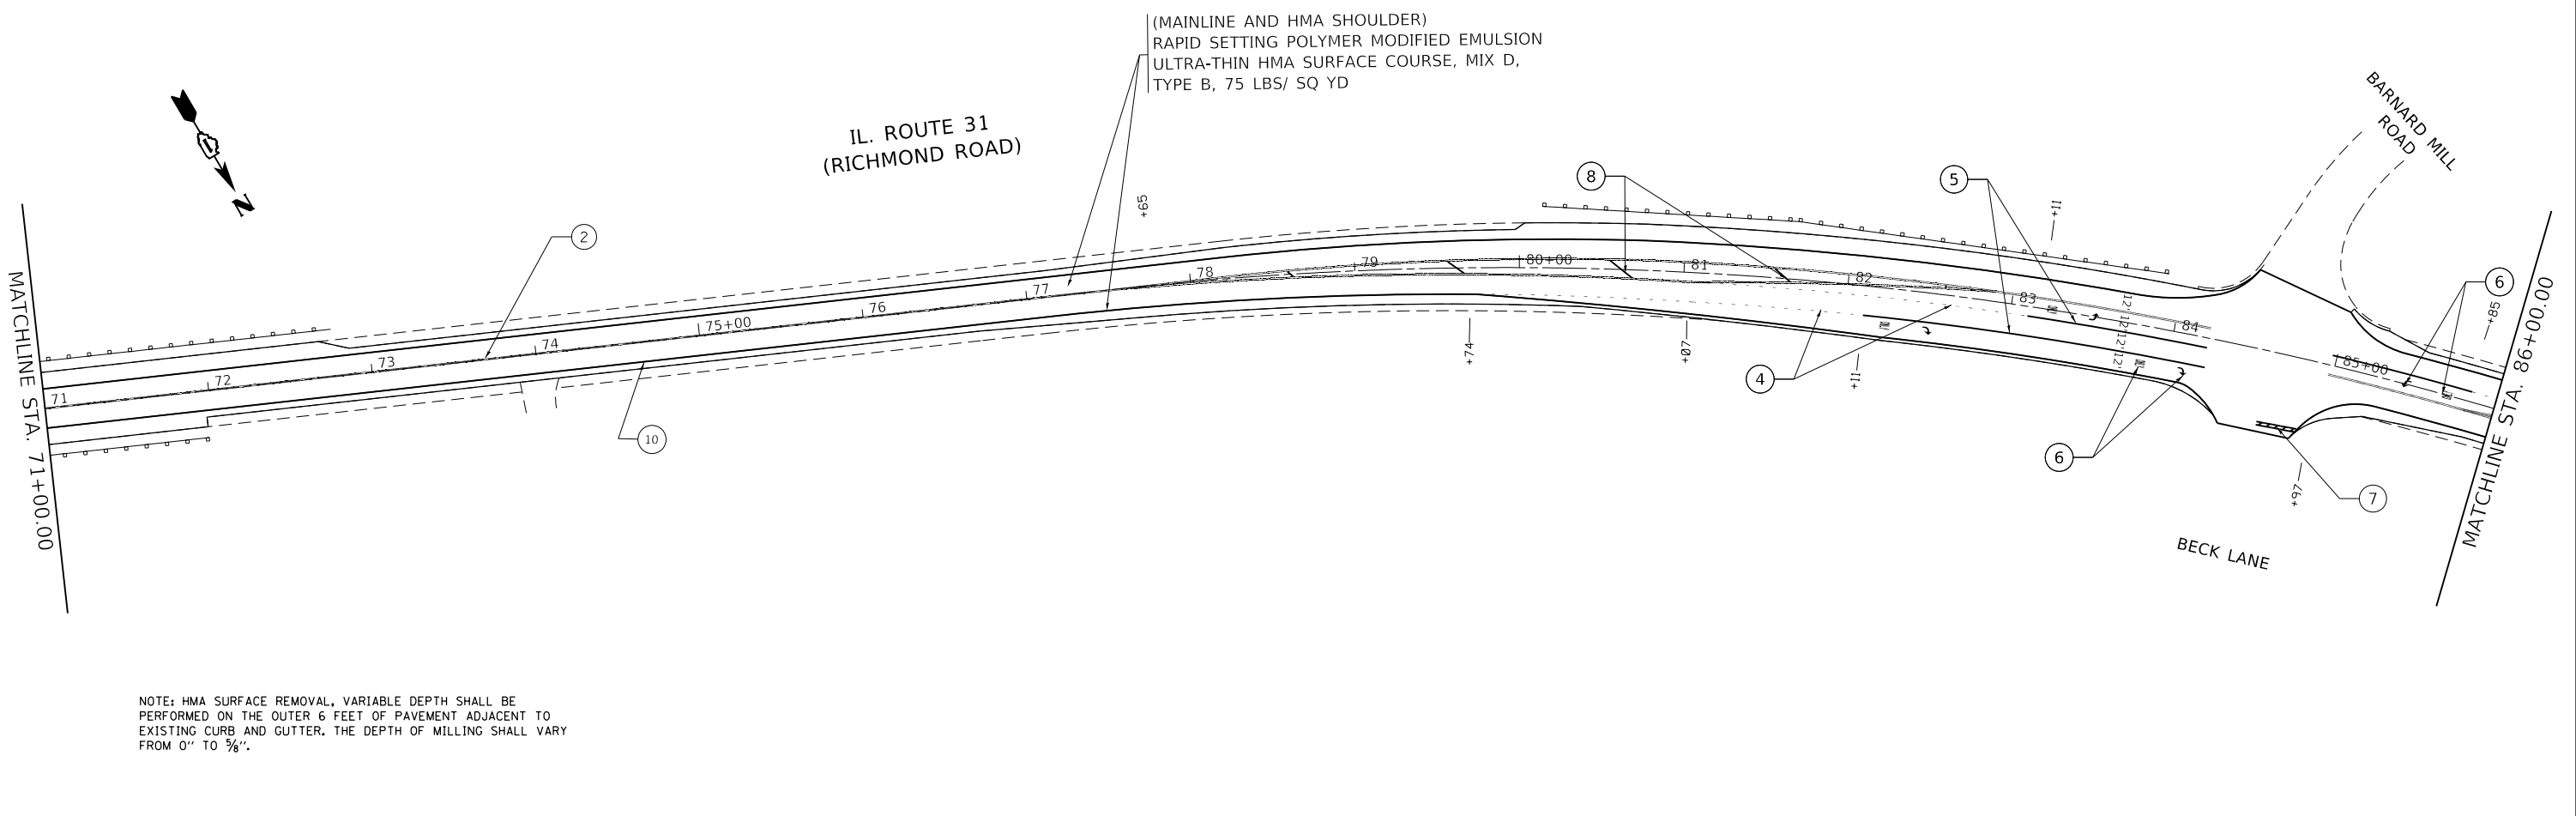 (MAINLINE AND HMA SHOULDER)
RAPID SETTING POLYMER MODIFIED EMULSION
ULTRA-THIN HMA SURFACE COURSE, MIX D,
TYPE B, 75 LBS/ SQ YD
IL. ROUTE 31
(RICHMOND ROAD)
BARNARD MILL
ROAD
N
MATCHLINE STA. 71+00.00
2
+65
8
5
+11
6
+85
MATCHLINE STA. 86+00.00
71
72
73
74
75+00
76
77
78
79
80+00
81
82
83
84
85+00
12'
12'
12'
12'
10
+74
+07
4
+11
6
+97
7
BECK LANE
NOTE: HMA SURFACE REMOVAL, VARIABLE DEPTH SHALL BE
PERFORMED ON THE OUTER 6 FEET OF PAVEMENT ADJACENT TO
EXISTING CURB AND GUTTER. THE DEPTH OF MILLING SHALL VARY
FROM 0" TO 5/8".